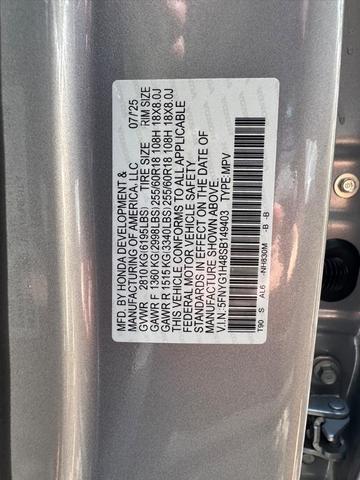 MFD. BY HONDA DEVELOPMENT & 07/'25
MANUFACTURING OF AMERICA, LLC
GVWR 2810 KG(6195LBS) TIRE SIZE RIM SIZE
GAWR F 1360 KG(2998LBS) 255/60R18 108H 18X8.0J
GAWR R 1515 KG(3340LBS) 255/60R18 108H 18X8.0J
THIS VEHICLE CONFORMS TO ALL APPLICABLE
FEDERAL MOTOR VEHICLE SAFETY
STANDARDS IN EFFECT ON THE DATE OF
MANUFACTURE SHOWN ABOVE.
V.I.N.: 5FNYG1H48SB149403 TYPE:MPV
T90 S AL6 -NH830M -B -B